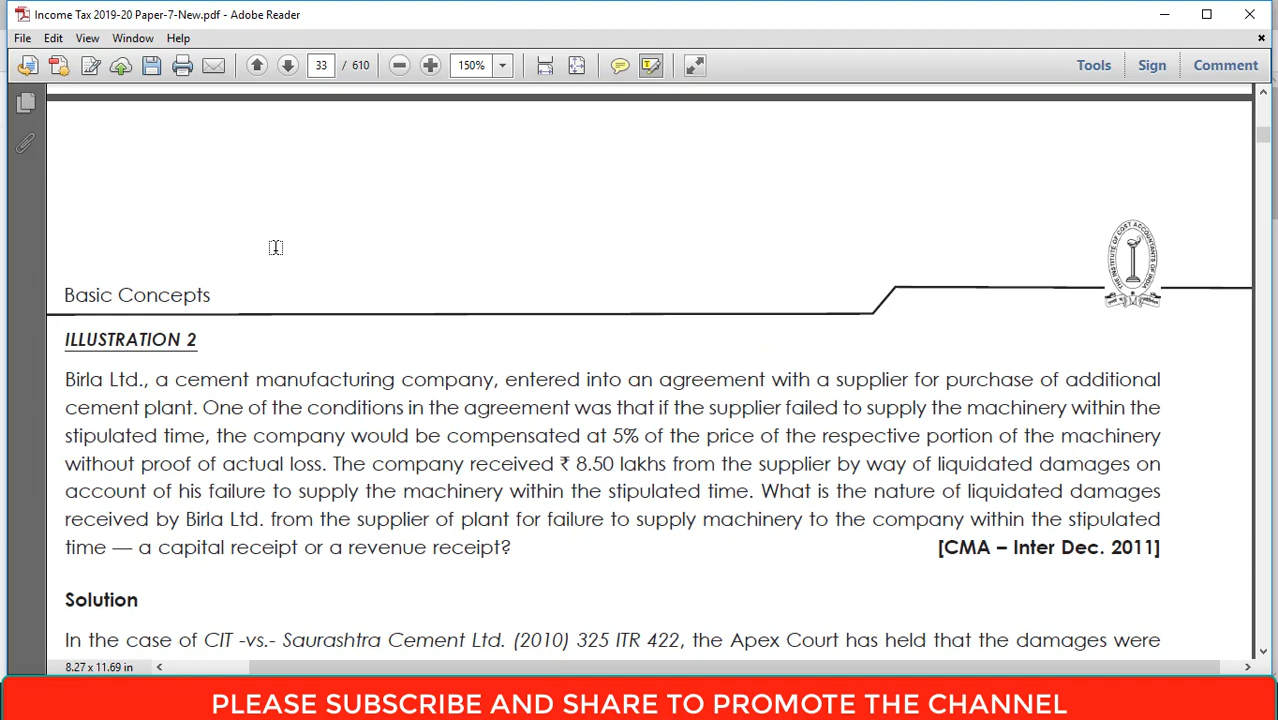 Income Tax 2019-20 Paper-7-New.pdf - Adobe Reader
File Edit View Window Help
33 / 610 150% Tools Sign Comment
THE INSTITUTE OF COST ACCOUNTANTS OF INDIA
Basic Concepts
ILLUSTRATION 2
Birla Ltd., a cement manufacturing company, entered into an agreement with a supplier for purchase of additional
cement plant. One of the conditions in the agreement was that if the supplier failed to supply the machinery within the
stipulated time, the company would be compensated at 5% of the price of the respective portion of the machinery
without proof of actual loss. The company received ₹ 8.50 lakhs from the supplier by way of liquidated damages on
account of his failure to supply the machinery within the stipulated time. What is the nature of liquidated damages
received by Birla Ltd. from the supplier of plant for failure to supply machinery to the company within the stipulated
time — a capital receipt or a revenue receipt? [CMA – Inter Dec. 2011]
Solution
In the case of CIT -vs.- Saurashtra Cement Ltd. (2010) 325 ITR 422, the Apex Court has held that the damages were
8.27 x 11.69 in
PLEASE SUBSCRIBE AND SHARE TO PROMOTE THE CHANNEL